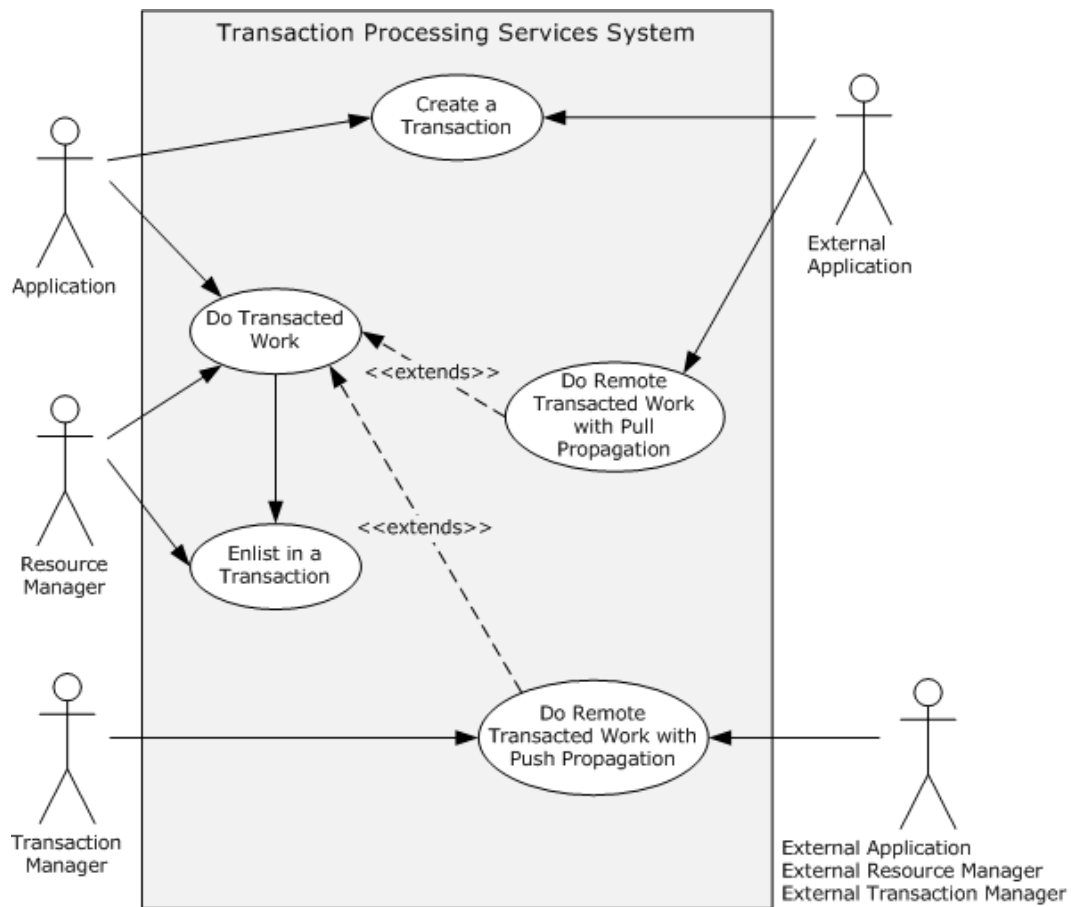 Transaction Processing Services System
Create a
Transaction
Application
External
Application
Do Transacted
Work
<<extends>>
Do Remote
Transacted Work
with Pull
Propagation
Resource
Manager
<<extends>>
Enlist in a
Transaction
Do Remote
Transacted Work with
Push Propagation
Transaction
Manager
External Application
External Resource Manager
External Transaction Manager